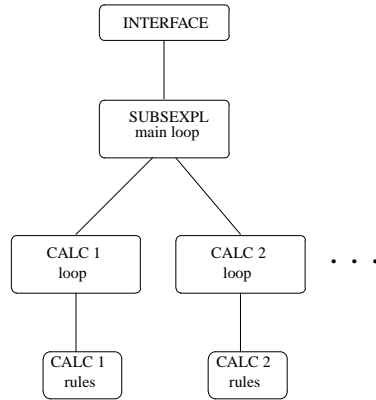 INTERFACE
SUBSEXPL
main loop
CALC 1
loop
CALC 2
loop
. . .
CALC 1
rules
CALC 2
rules